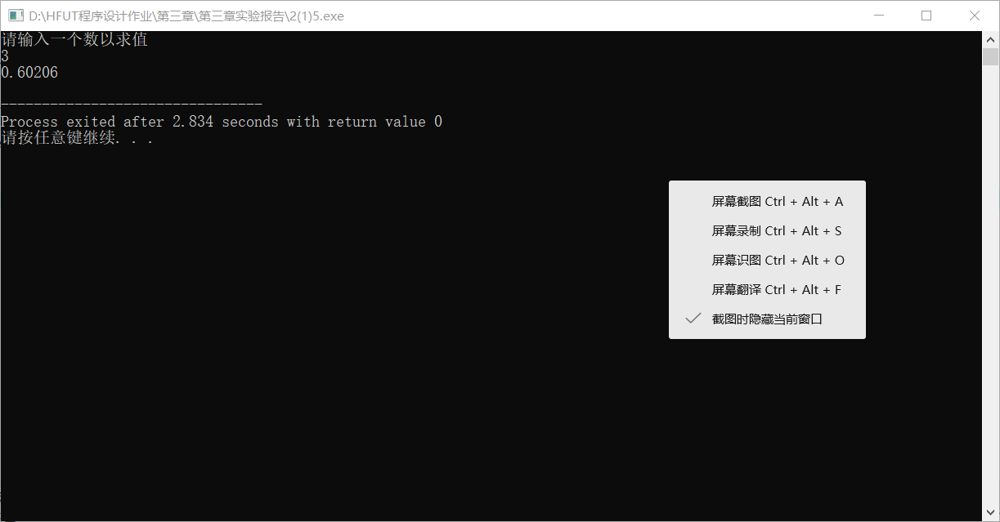 D:\HFUT程序设计作业\第三章\第三章实验报告\2(1)5.exe
请输入一个数以求值
3
0.60206
--------------------------------
Process exited after 2.834 seconds with return value 0
请按任意键继续. . .
屏幕截图 Ctrl + Alt + A
屏幕录制 Ctrl + Alt + S
屏幕识图 Ctrl + Alt + O
屏幕翻译 Ctrl + Alt + F
截图时隐藏当前窗口